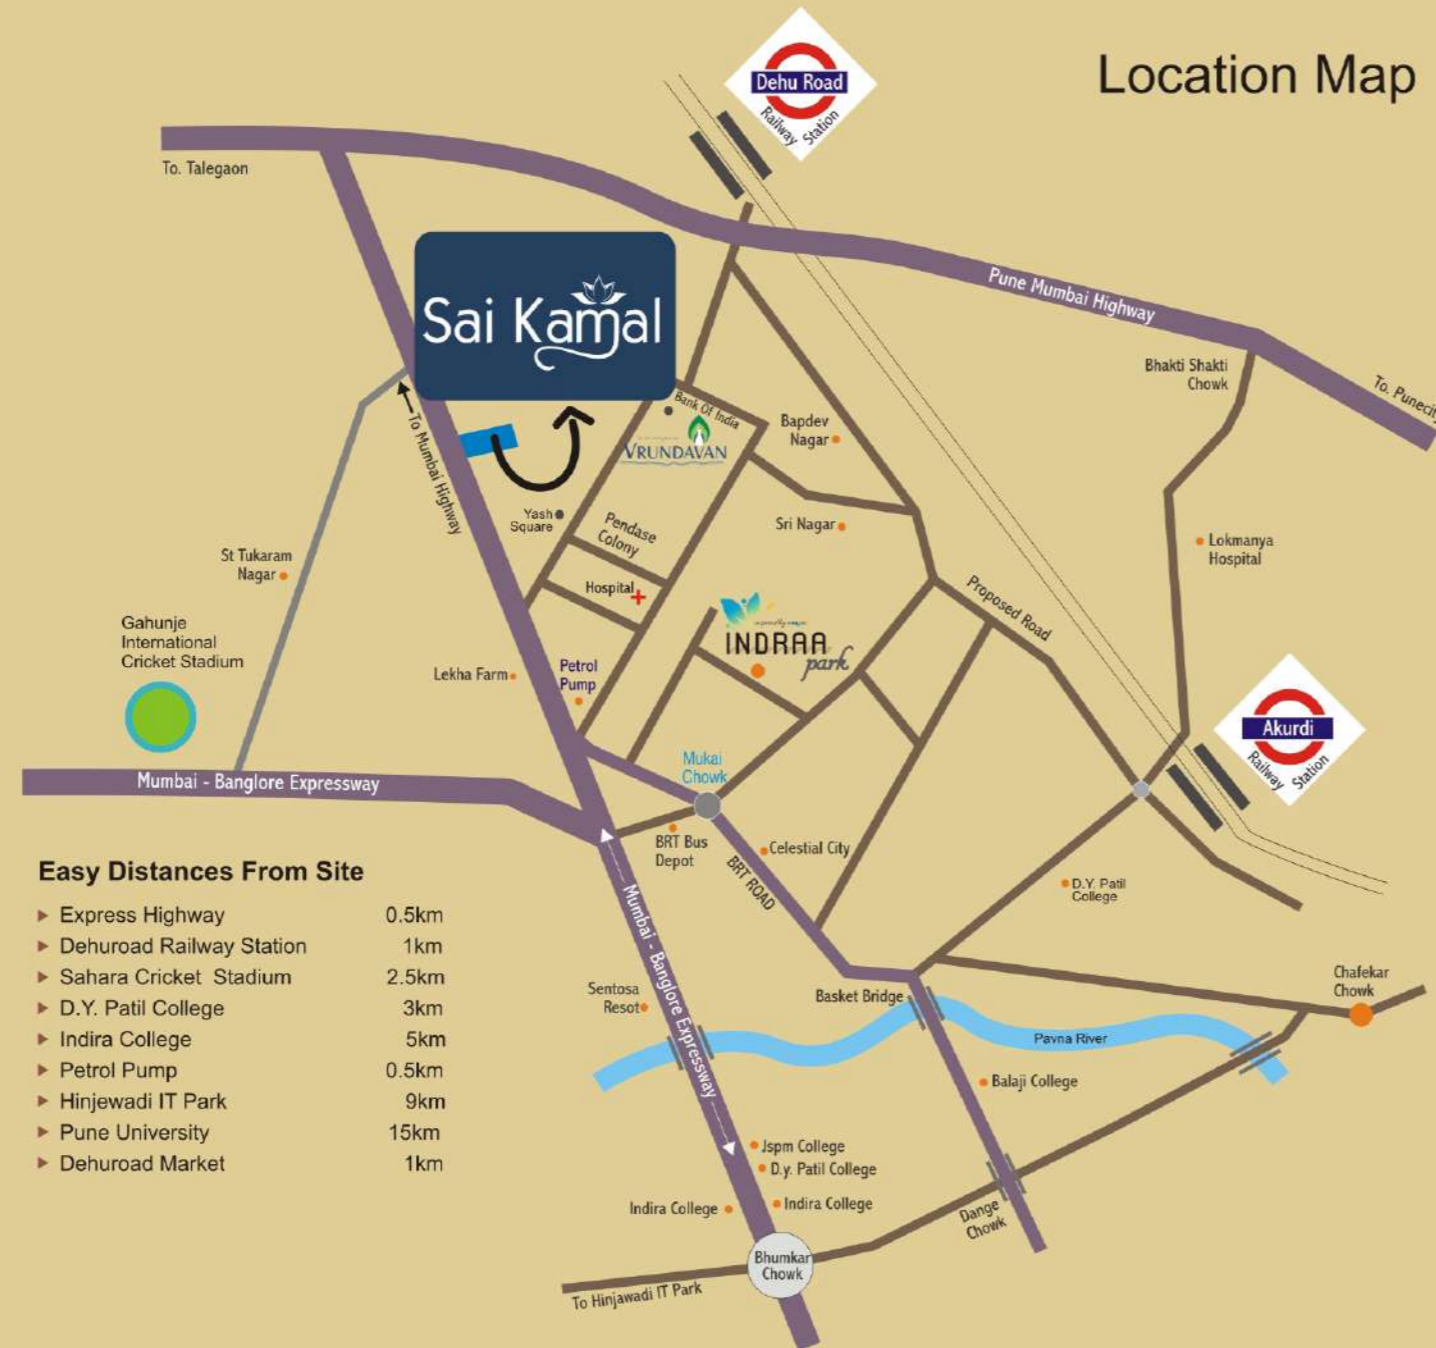 Location Map
Dehu Road
Railway Station
To. Talegaon
Pune Mumbai Highway
To. Punecity
Sai Kamal
Bhakti Shakti
Chowk
To Mumbai Highway
Bank Of India
VRUNDAVAN
Bapdev
Nagar
Yash
Square
Pendase
Colony
Sri Nagar
Lokmanya
Hospital
St Tukaram
Nagar
Hospital
Proposed Road
Gahunje
International
Cricket Stadium
INDRAA
park
Lekha Farm
Petrol
Pump
Akurdi
Railway Station
Mukai
Chowk
Mumbai - Banglore Expressway
BRT Bus
Depot
Celestial City
BRT ROAD
D.Y. Patil
College
Mumbai - Banglore Expressway
Easy Distances From Site
Express Highway 0.5km
Dehuroad Railway Station 1km
Sahara Cricket Stadium 2.5km
D.Y. Patil College 3km
Indira College 5km
Petrol Pump 0.5km
Hinjewadi IT Park 9km
Pune University 15km
Dehuroad Market 1km
Sentosa
Resot
Basket Bridge
Chafekar
Chowk
Pavna River
Balaji College
Jspm College
D.y. Patil College
Indira College
Indira College
Dange
Chowk
Bhumkar
Chowk
To Hinjawadi IT Park